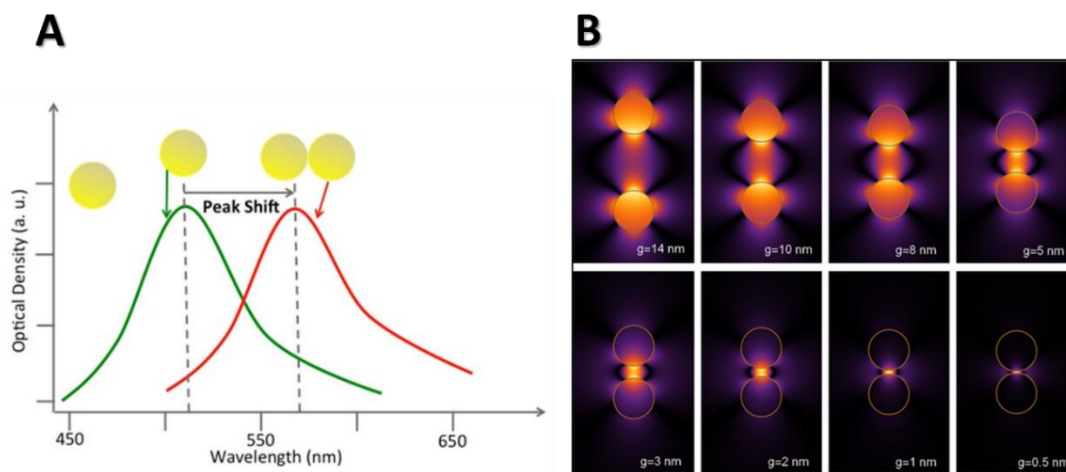 A
B
Peak Shift
Optical Density (a. u.)
450
550
650
Wavelength (nm)
g=14 nm
g=10 nm
g=8 nm
g=5 nm
g=3 nm
g=2 nm
g=1 nm
g=0.5 nm